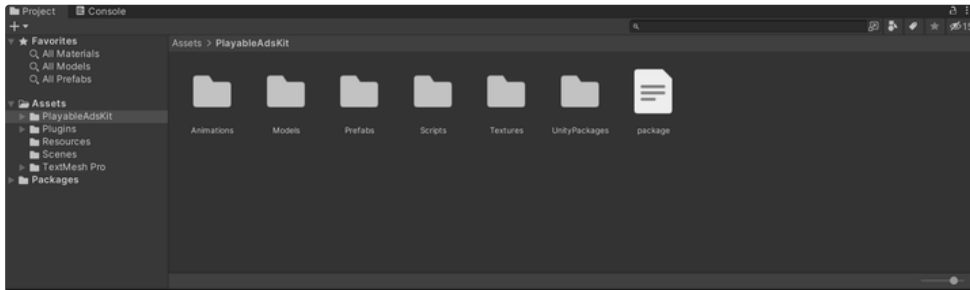 Project Console
Favorites
All Materials
All Models
All Prefabs
Assets
PlayableAdsKit
Plugins
Resources
Scenes
TextMesh Pro
Packages
Assets > PlayableAdsKit
Animations Models Prefabs Scripts Textures UnityPackages package